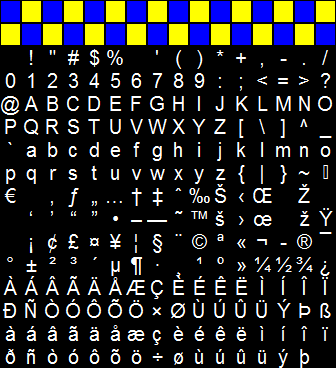 ! " # $ % ' ( ) * + , - . /
0 1 2 3 4 5 6 7 8 9 : ; < = > ?
@ A B C D E F G H I J K L M N O
P Q R S T U V W X Y Z [ \ ] ^ _
` a b c d e f g h i j k l m n o
p q r s t u v w x y z { | } ~ ▯
€ ‚ ƒ „ … † ‡ ˆ ‰ Š ‹ Œ Ž
‘ ’ “ ” • – — ˜ ™ š › œ ž Ÿ
¡ ¢ £ ¤ ¥ ¦ § ¨ © ª « ¬ - ® ¯
° ± ² ³ ´ µ ¶ · ¹ º » ¼ ½ ¾ ¿
À Á Â Ã Ä Å Æ Ç È É Ê Ë Ì Í Î Ï
Ð Ñ Ò Ó Ô Õ Ö × Ø Ù Ú Û Ü Ý Þ ß
à á â ã ä å æ ç è é ê ë ì í î ï
ð ñ ò ó ô õ ö ÷ ø ù ú û ü ý þ